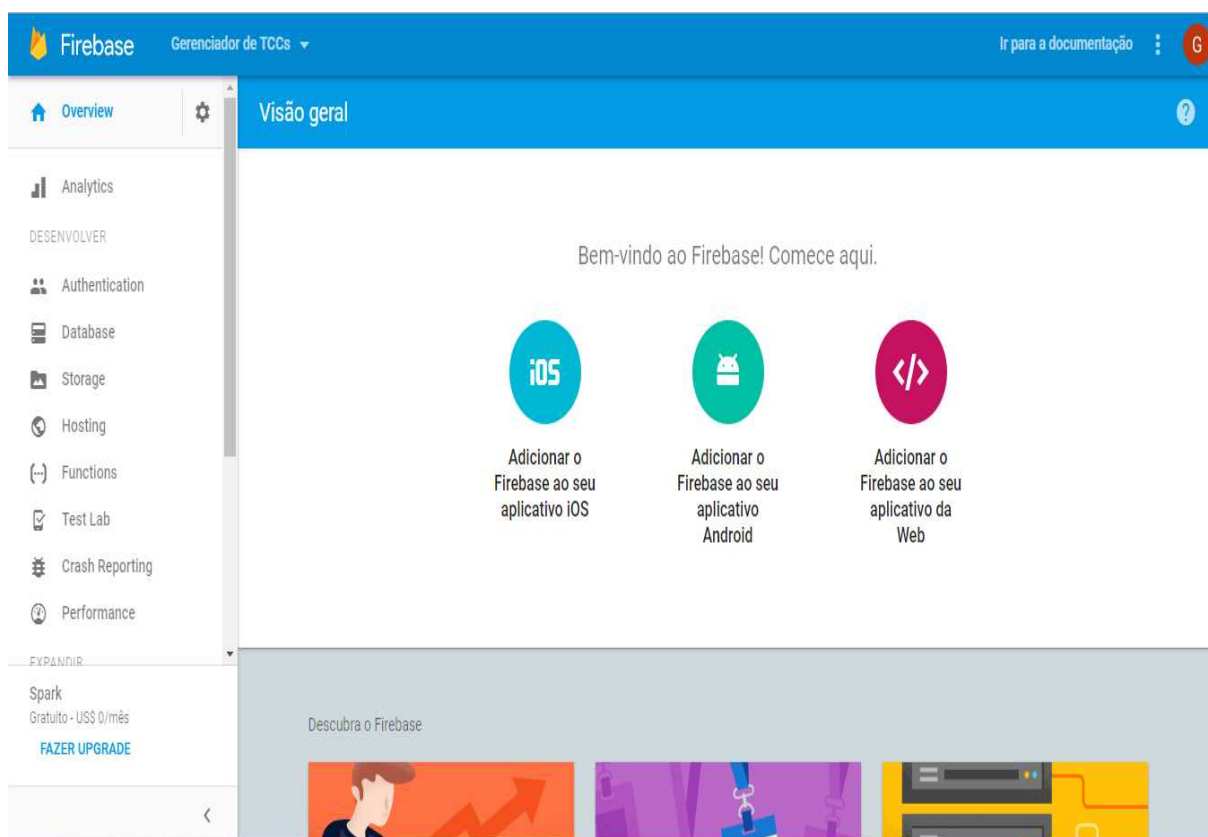 Firebase
Gerenciador de TCCs
Ir para a documentação
G
Overview
Visão geral
?
Analytics
DESENVOLVER
Authentication
Database
Storage
Hosting
Functions
Test Lab
Crash Reporting
Performance
EXPANDIR
Spark
Gratuito - US$ 0/mês
FAZER UPGRADE
Bem-vindo ao Firebase! Comece aqui.
iOS
</>
Adicionar o
Firebase ao seu
aplicativo iOS
Adicionar o
Firebase ao seu
aplicativo
Android
Adicionar o
Firebase ao seu
aplicativo da
Web
Descubra o Firebase